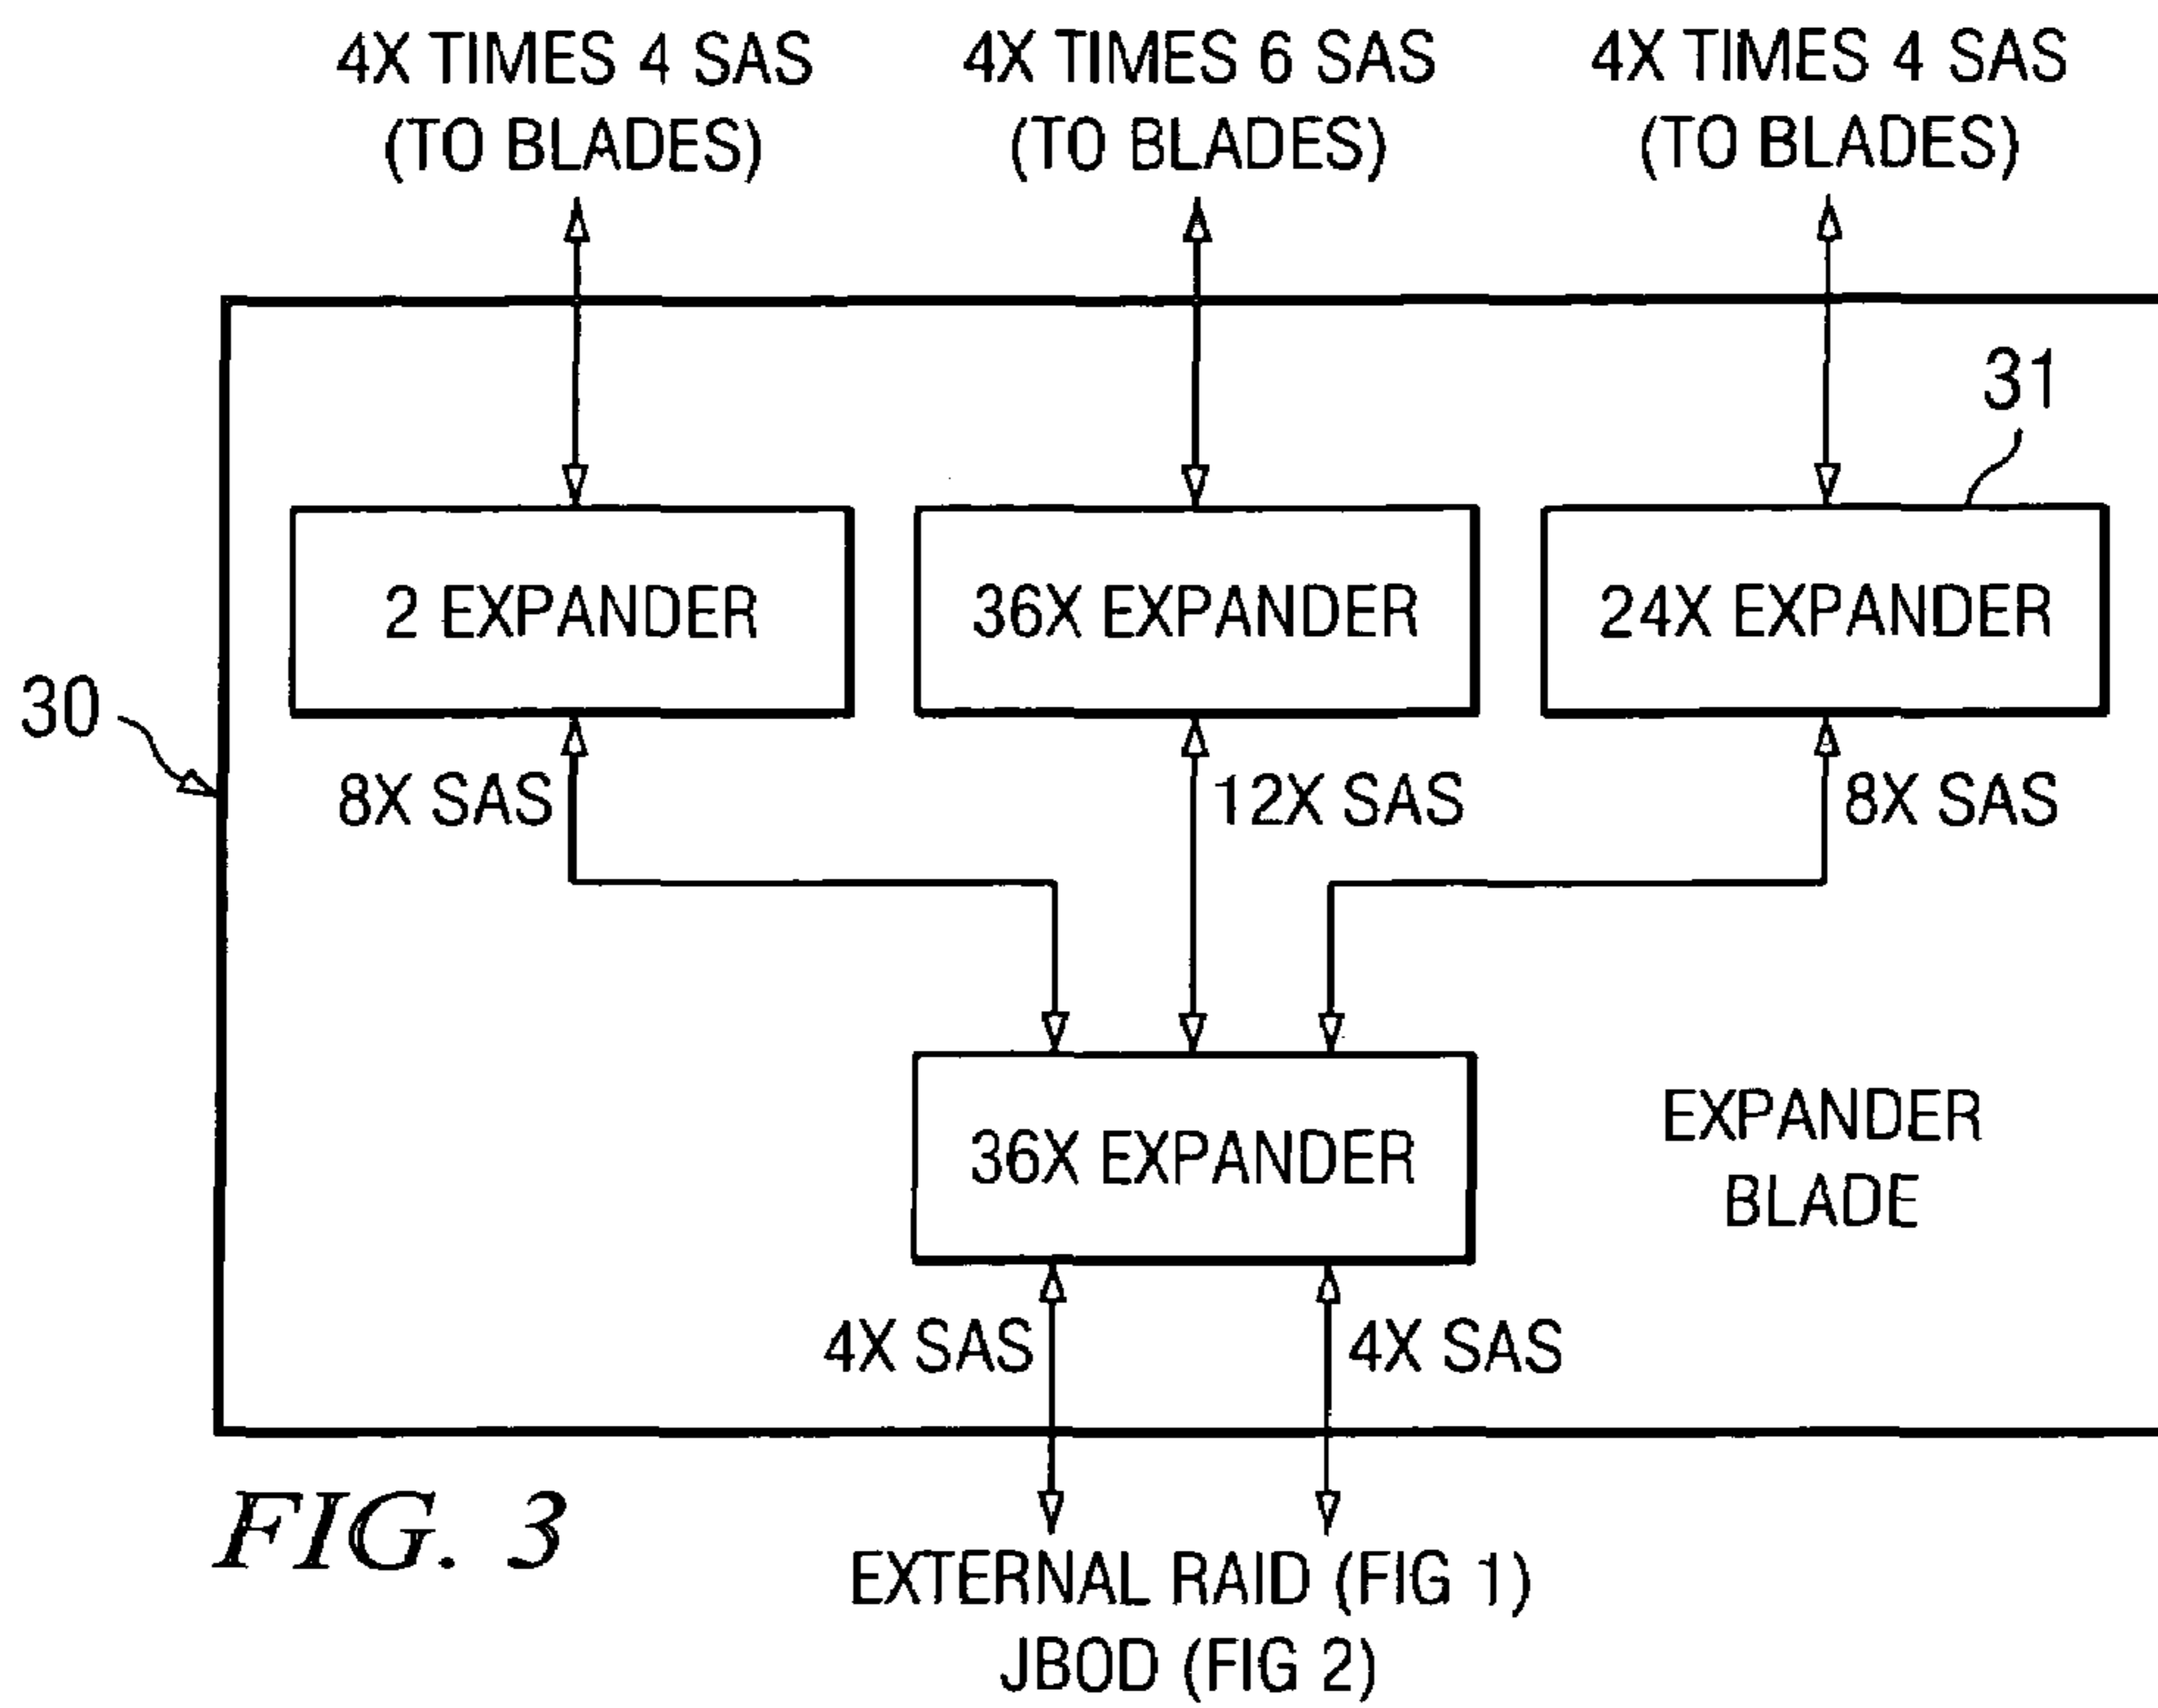 4X TIMES 4 SAS
(TO BLADES)
4X TIMES 6 SAS
(TO BLADES)
4X TIMES 4 SAS
(TO BLADES)
31
2 EXPANDER
36X EXPANDER
24X EXPANDER
30
8X SAS
12X SAS
8X SAS
36X EXPANDER
EXPANDER
BLADE
4X SAS
4X SAS
FIG. 3
EXTERNAL RAID (FIG 1)
JBOD (FIG 2)